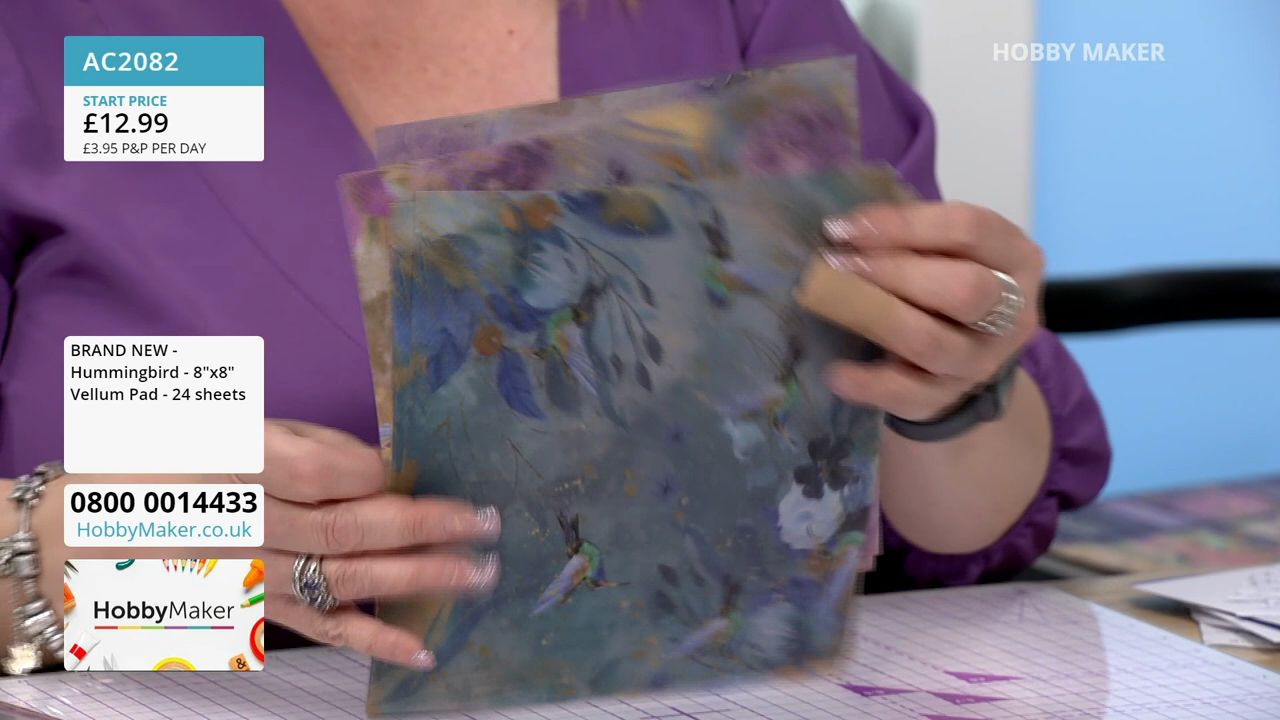 AC2082
START PRICE
£12.99
£3.95 P&P PER DAY
HOBBY MAKER
BRAND NEW -
Hummingbird - 8"x8"
Vellum Pad - 24 sheets
0800 0014433
HobbyMaker.co.uk
HobbyMaker